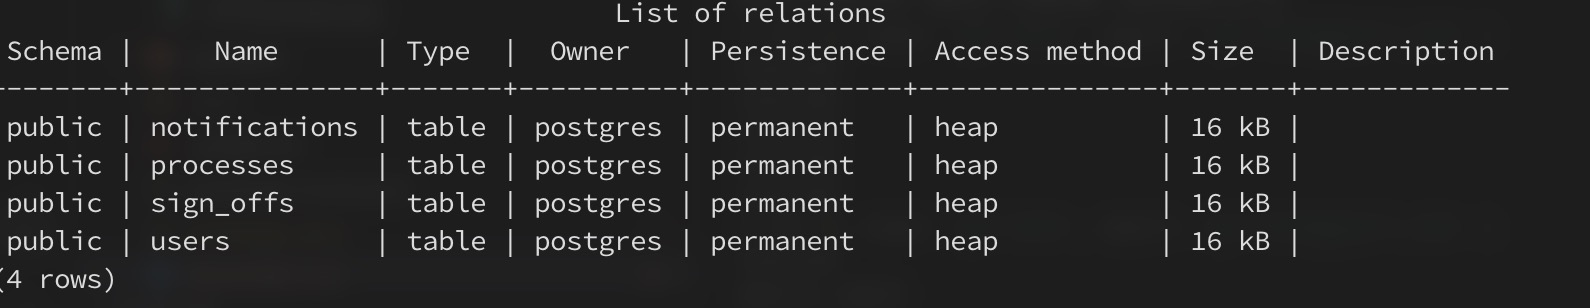 List of relations
Schema |     Name      | Type  |  Owner   | Persistence | Access method | Size  | Description
--------+---------------+-------+----------+-------------+---------------+-------+-------------
public | notifications | table | postgres | permanent   | heap          | 16 kB |
public | processes     | table | postgres | permanent   | heap          | 16 kB |
public | sign_offs     | table | postgres | permanent   | heap          | 16 kB |
public | users         | table | postgres | permanent   | heap          | 16 kB |
(4 rows)